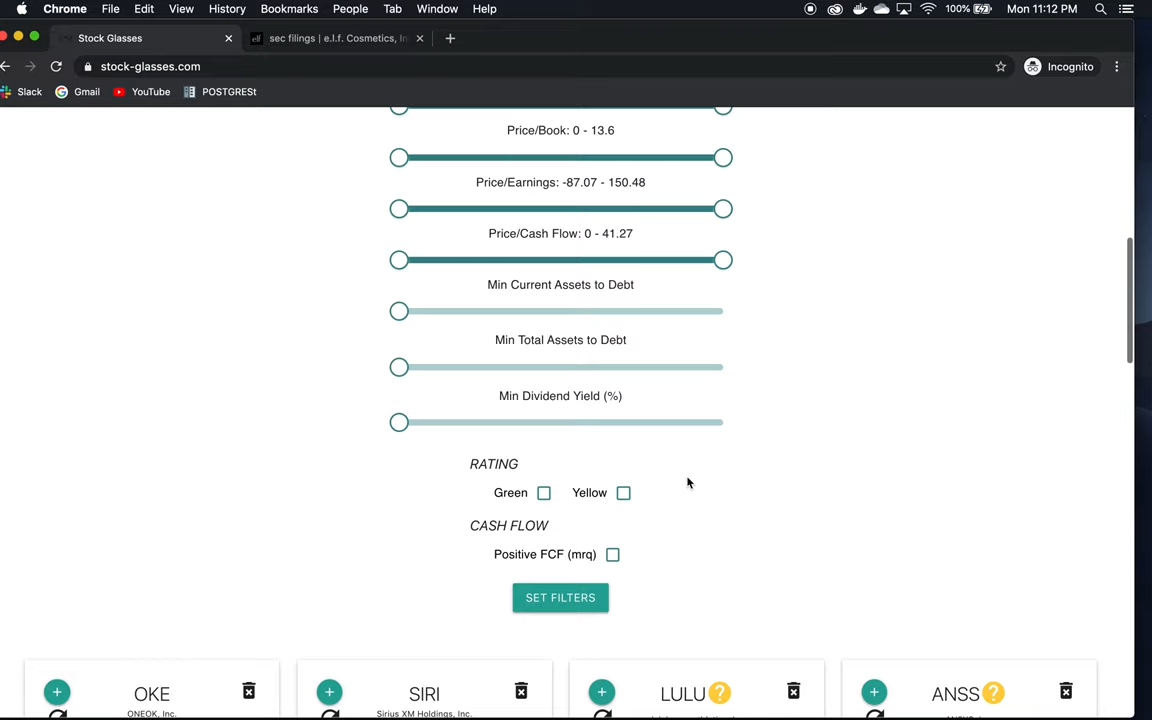 Chrome File Edit View History Bookmarks People Tab Window Help 100% Mon 11:12 PM
Stock Glasses elf sec filings | e.l.f. Cosmetics, In
stock-glasses.com Incognito
Slack Gmail YouTube POSTGRESt
Price/Book: 0 - 13.6
Price/Earnings: -87.07 - 150.48
Price/Cash Flow: 0 - 41.27
Min Current Assets to Debt
Min Total Assets to Debt
Min Dividend Yield (%)
RATING
Green Yellow
CASH FLOW
Positive FCF (mrq)
SET FILTERS
OKE SIRI LULU ? ANSS ?
ONEOK, Inc. Sirius XM Holdings, Inc.